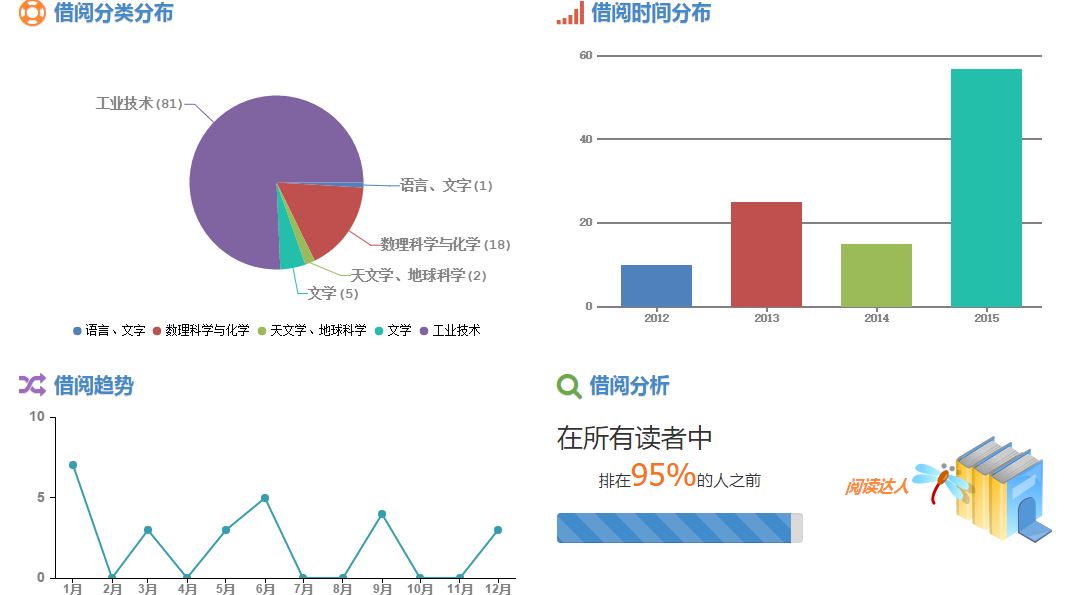 借阅分类分布
工业技术(81)
语言、文字(1)
数理科学与化学(18)
天文学、地球科学(2)
文学(5)
语言、文字 数理科学与化学 天文学、地球科学 文学 工业技术
借阅时间分布
60
40
20
0
2012 2013 2014 2015
借阅趋势
10
5
0
1月 2月 3月 4月 5月 6月 7月 8月 9月 10月 11月 12月
借阅分析
在所有读者中
排在95%的人之前
阅读达人